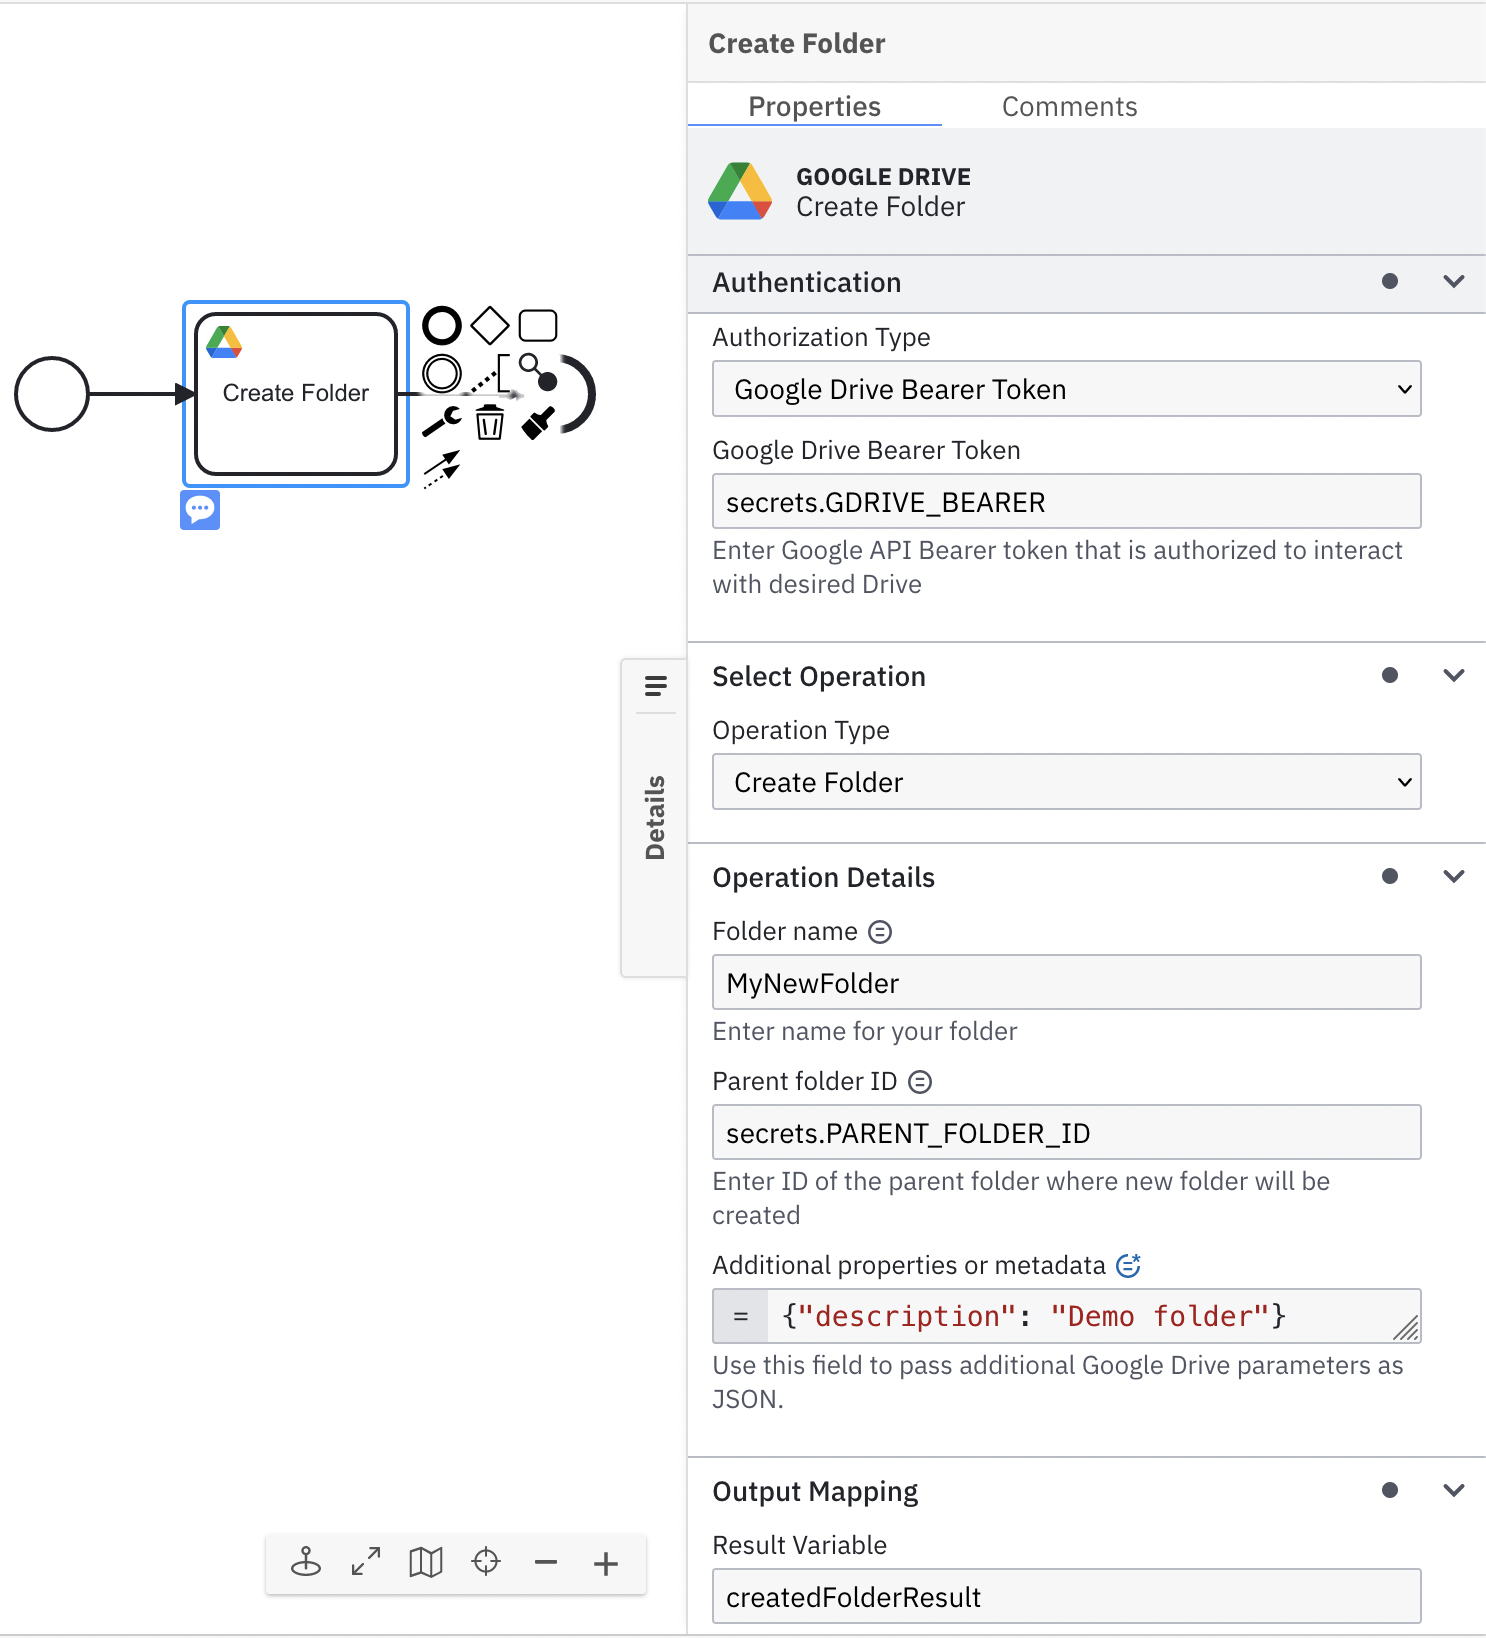 Create Folder
Properties
Comments
GOOGLE DRIVE
Create Folder
Authentication
Authorization Type
Google Drive Bearer Token
Google Drive Bearer Token
secrets.GDRIVE_BEARER
Enter Google API Bearer token that is authorized to interact
with desired Drive
Create Folder
Select Operation
Operation Type
Create Folder
Details
Operation Details
Folder name
MyNewFolder
Enter name for your folder
Parent folder ID
secrets.PARENT_FOLDER_ID
Enter ID of the parent folder where new folder will be
created
Additional properties or metadata
= {"description": "Demo folder"}
Use this field to pass additional Google Drive parameters as
JSON.
Output Mapping
Result Variable
createdFolderResult